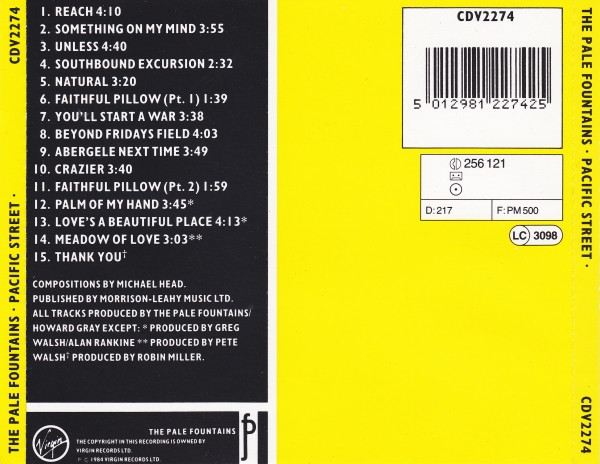 CDV2274
THE PALE FOUNTAINS · PACIFIC STREET ·
1. REACH 4:10
2. SOMETHING ON MY MIND 3:55
3. UNLESS 4:40
4. SOUTHBOUND EXCURSION 2:32
5. NATURAL 3:20
6. FAITHFUL PILLOW (Pt. 1) 1:39
7. YOU'LL START A WAR 3:38
8. BEYOND FRIDAYS FIELD 4:03
9. ABERGELE NEXT TIME 3:49
10. CRAZIER 3:40
11. FAITHFUL PILLOW (Pt. 2) 1:59
12. PALM OF MY HAND 3:45*
13. LOVE'S A BEAUTIFUL PLACE 4:13*
14. MEADOW OF LOVE 3:03**
15. THANK YOU†
COMPOSITIONS BY MICHAEL HEAD.
PUBLISHED BY MORRISON-LEAHY MUSIC LTD.
ALL TRACKS PRODUCED BY THE PALE FOUNTAINS/
HOWARD GRAY EXCEPT: * PRODUCED BY GREG
WALSH/ALAN RANKINE ** PRODUCED BY PETE
WALSH‡ PRODUCED BY ROBIN MILLER.
Virgin
THE PALE FOUNTAINS
THE COPYRIGHT IN THIS RECORDING IS OWNED BY
VIRGIN RECORDS LTD.
P. C. 1984 VIRGIN RECORDS LTD.
fp
CDV2274
5 012981 227425
256 121
D: 217
F: PM 500
LC 3098
THE PALE FOUNTAINS · PACIFIC STREET ·
CDV2274